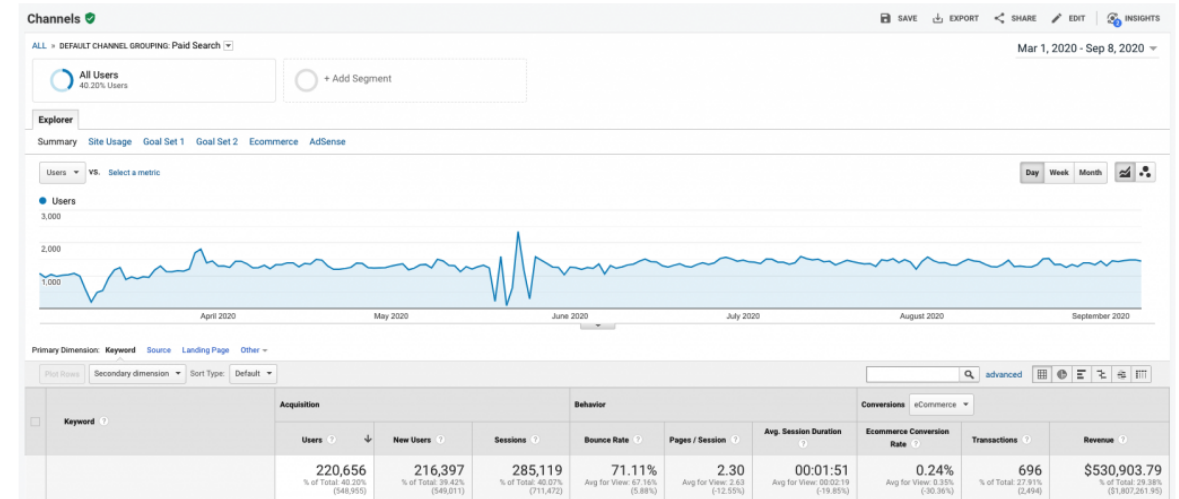 Channels
SAVE EXPORT SHARE EDIT INSIGHTS
ALL » DEFAULT CHANNEL GROUPING: Paid Search
Mar 1, 2020 - Sep 8, 2020
All Users
40.20% Users
+ Add Segment
Explorer
Summary Site Usage Goal Set 1 Goal Set 2 Ecommerce AdSense
Users VS. Select a metric
Day Week Month
Users
3,000
2,000
1,000
April 2020 May 2020 June 2020 July 2020 August 2020 September 2020
Primary Dimension: Keyword Source Landing Page Other
Plot Rows Secondary dimension Sort Type: Default advanced
Acquisition Behavior Conversions eCommerce
Keyword ? Users ? New Users ? Sessions ? Bounce Rate ? Pages / Session ? Avg. Session Duration ? Ecommerce Conversion Rate ? Transactions ? Revenue ?
220,656 216,397 285,119 71.11% 2.30 00:01:51 0.24% 696 $530,903.79
% of Total: 40.20% % of Total: 39.42% % of Total: 40.07% Avg for View: 67.16% Avg for View: 2.63 Avg for View: 00:02:19 Avg for View: 0.35% % of Total: 27.91% % of Total: 29.38%
(548,955) (549,011) (711,472) (5.88%) (-12.55%) (-19.85%) (-30.36%) (2,494) ($1,807,261.95)